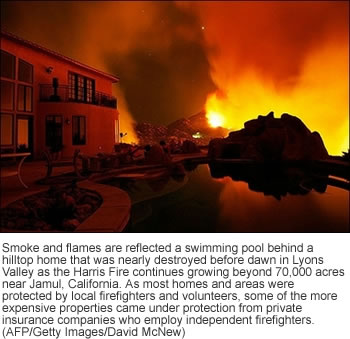 Smoke and flames are reflected a swimming pool behind a
hilltop home that was nearly destroyed before dawn in Lyons
Valley as the Harris Fire continues growing beyond 70,000 acres
near Jamul, California. As most homes and areas were
protected by local firefighters and volunteers, some of the more
expensive properties came under protection from private
insurance companies who employ independent firefighters.
(AFP/Getty Images/David McNew)